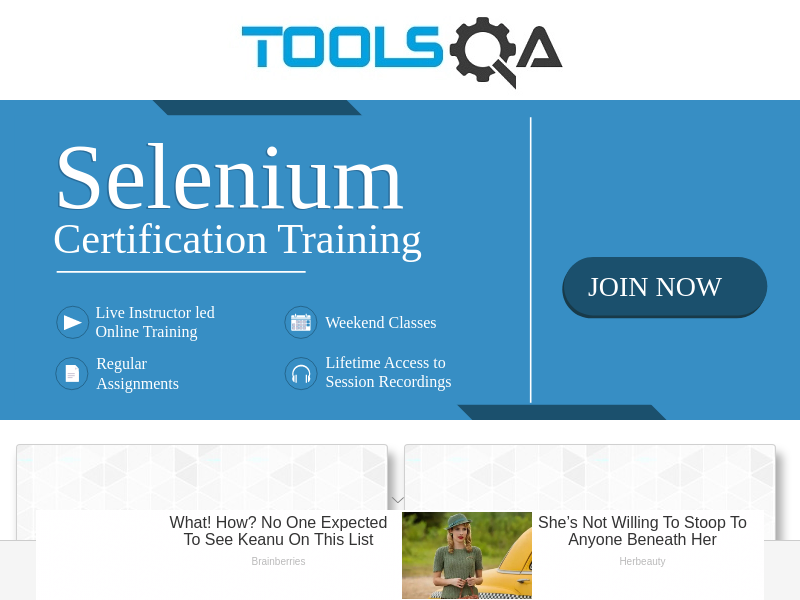 TOOLSQA
Selenium
Certification Training
JOIN NOW
Live Instructor led
Online Training
Weekend Classes
Regular
Assignments
Lifetime Access to
Session Recordings
What! How? No One Expected
To See Keanu On This List
Brainberries
She’s Not Willing To Stoop To
Anyone Beneath Her
Herbeauty